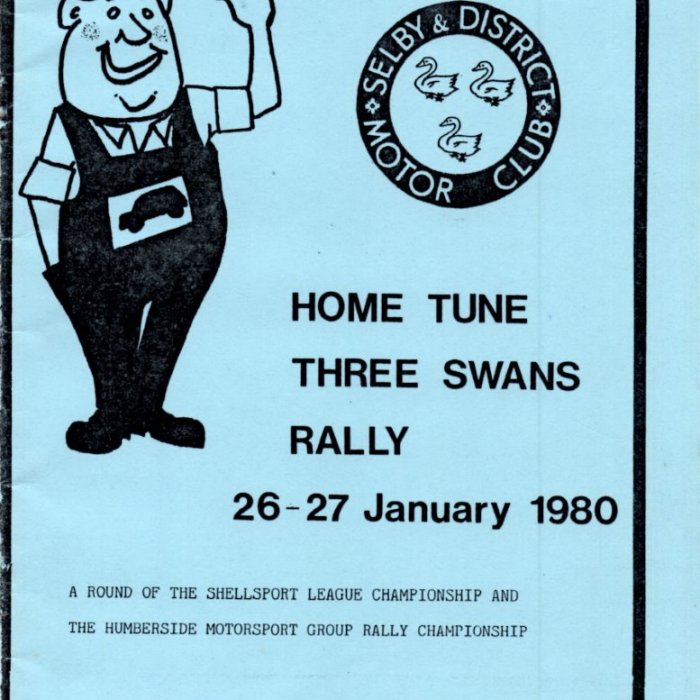 SELBY & DISTRICT
MOTOR CLUB
HOME TUNE
THREE SWANS
RALLY
26-27 January 1980
A ROUND OF THE SHELLSPORT LEAGUE CHAMPIONSHIP AND
THE HUMBERSIDE MOTORSPORT GROUP RALLY CHAMPIONSHIP